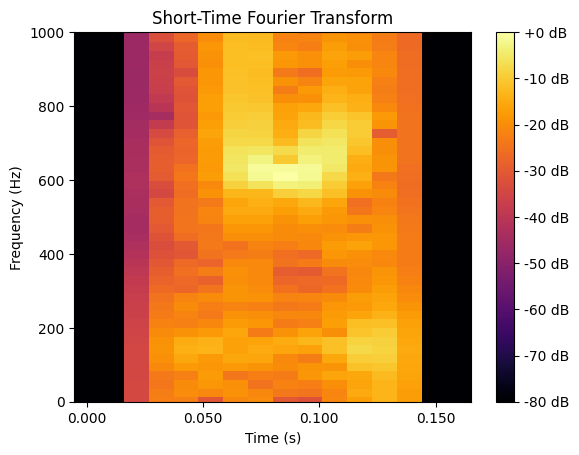 Short-Time Fourier Transform
1000
800
600
400
200
0
Frequency (Hz)
0.000
0.050
0.100
0.150
Time (s)
+0 dB
-10 dB
-20 dB
-30 dB
-40 dB
-50 dB
-60 dB
-70 dB
-80 dB